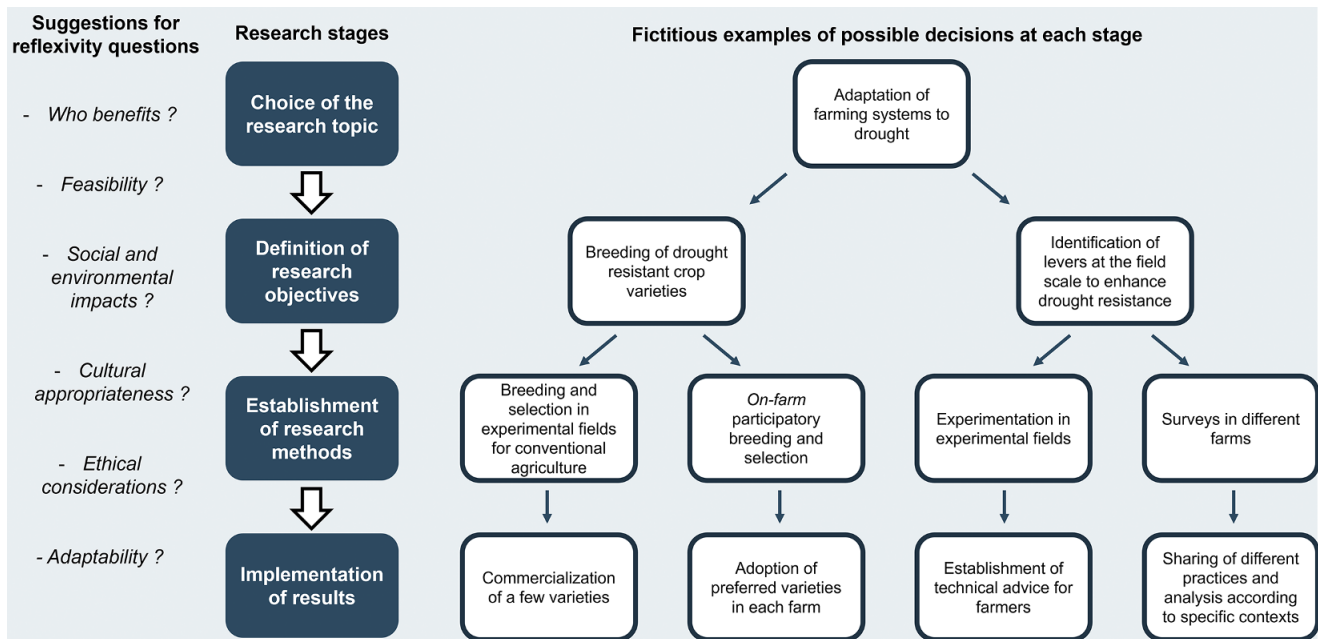 Suggestions for
reflexivity questions
- Who benefits ?
- Feasibility ?
- Social and
environmental
impacts ?
- Cultural
appropriateness ?
- Ethical
considerations ?
- Adaptability ?
Research stages
Choice of the
research topic
Definition of
research
objectives
Establishment
of research
methods
Implementation
of results
Fictitious examples of possible decisions at each stage
Adaptation of
farming systems to
drought
Breeding of drought
resistant crop
varieties
Identification of
levers at the field
scale to enhance
drought resistance
Breeding and
selection in
experimental fields
for conventional
agriculture
On-farm
participatory
breeding and
selection
Experimentation in
experimental fields
Surveys in different
farms
Commercialization
of a few varieties
Adoption of
preferred varieties
in each farm
Establishment of
technical advice for
farmers
Sharing of different
practices and
analysis according
to specific contexts